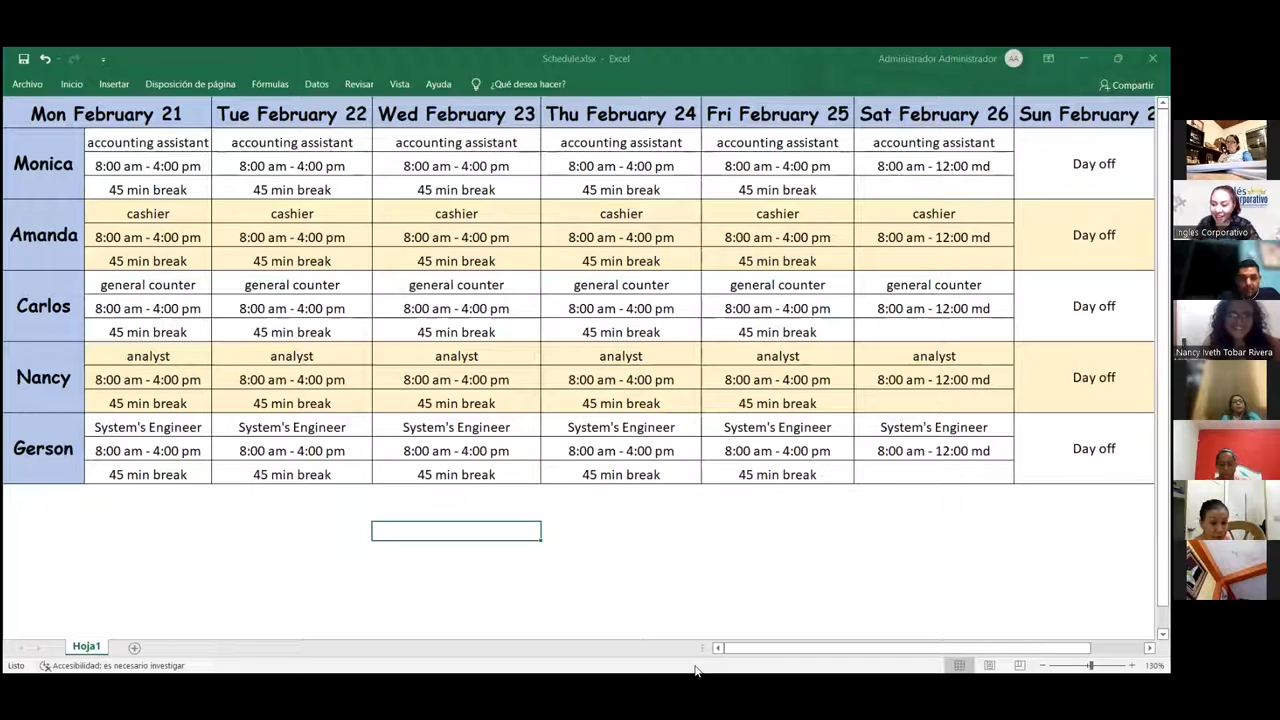 Schedule.xlsx - Excel
Administrador Administrador AA
Archivo Inicio Insertar Disposición de página Fórmulas Datos Revisar Vista Ayuda ¿Qué desea hacer? Compartir
Mon February 21 Tue February 22 Wed February 23 Thu February 24 Fri February 25 Sat February 26 Sun February 2
Monica
accounting assistant accounting assistant accounting assistant accounting assistant accounting assistant accounting assistant
8:00 am - 4:00 pm 8:00 am - 4:00 pm 8:00 am - 4:00 pm 8:00 am - 4:00 pm 8:00 am - 4:00 pm 8:00 am - 12:00 md
45 min break 45 min break 45 min break 45 min break 45 min break
Day off
Amanda
cashier cashier cashier cashier cashier cashier
8:00 am - 4:00 pm 8:00 am - 4:00 pm 8:00 am - 4:00 pm 8:00 am - 4:00 pm 8:00 am - 4:00 pm 8:00 am - 12:00 md
45 min break 45 min break 45 min break 45 min break 45 min break
Day off
Carlos
general counter general counter general counter general counter general counter general counter
8:00 am - 4:00 pm 8:00 am - 4:00 pm 8:00 am - 4:00 pm 8:00 am - 4:00 pm 8:00 am - 4:00 pm 8:00 am - 12:00 md
45 min break 45 min break 45 min break 45 min break 45 min break
Day off
Nancy
analyst analyst analyst analyst analyst analyst
8:00 am - 4:00 pm 8:00 am - 4:00 pm 8:00 am - 4:00 pm 8:00 am - 4:00 pm 8:00 am - 4:00 pm 8:00 am - 12:00 md
45 min break 45 min break 45 min break 45 min break 45 min break
Day off
Gerson
System's Engineer System's Engineer System's Engineer System's Engineer System's Engineer System's Engineer
8:00 am - 4:00 pm 8:00 am - 4:00 pm 8:00 am - 4:00 pm 8:00 am - 4:00 pm 8:00 am - 4:00 pm 8:00 am - 12:00 md
45 min break 45 min break 45 min break 45 min break 45 min break
Day off
Hoja1
Listo Accesibilidad: es necesario investigar 130%
Ingles Corporativo
Nancy Iveth Tobar Rivera